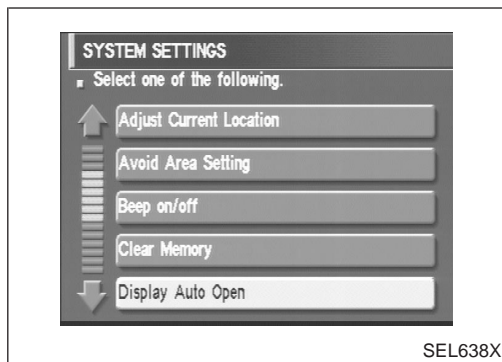 SYSTEM SETTINGS
Select one of the following.
Adjust Current Location
Avoid Area Setting
Beep on/off
Clear Memory
Display Auto Open
SEL638X